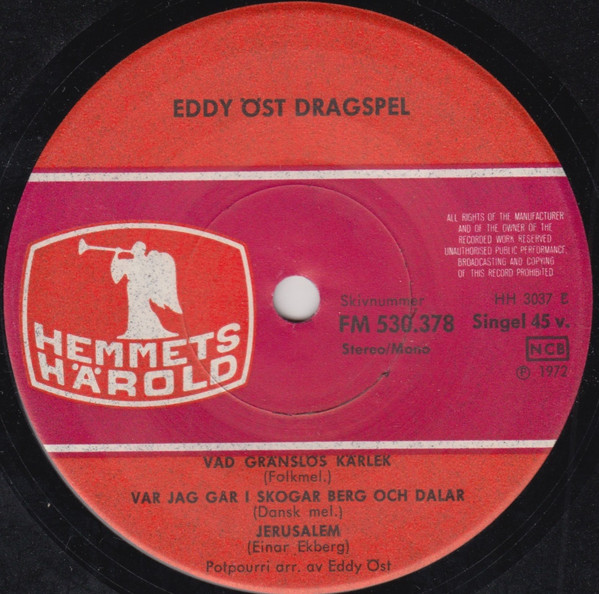 EDDY ÖST DRAGSPEL
ALL RIGHTS OF THE MANUFACTURER
AND OF THE OWNER OF THE
RECORDED WORK RESERVED
UNAUTHORISED PUBLIC PERFORMANCE,
BROADCASTING AND COPYING
OF THIS RECORD PROHIBITED
HEMMETS
HÄROLD
Skivnummer
HH 3037 E
FM 530.378 Singel 45 v.
Stereo/Mono
NCB
Ⓟ 1972
VAD GRÄNSLÖS KÄRLEK
(Folkmel.)
VAR JAG GÅR I SKOGAR BERG OCH DALAR
(Dansk mel.)
JERUSALEM
(Einar Ekberg)
Potpourri arr. av Eddy Öst